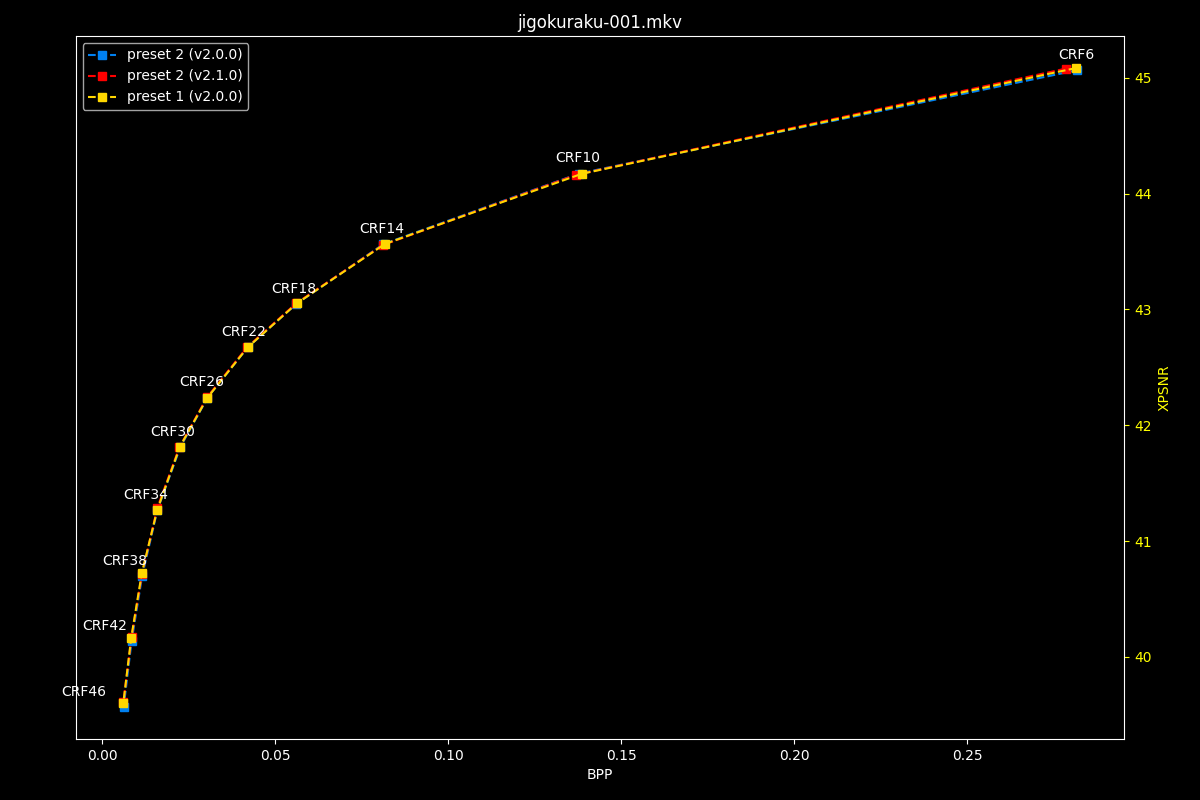 jigokuraku-001.mkv
preset 2 (v2.0.0)
preset 2 (v2.1.0)
preset 1 (v2.0.0)
CRF6
CRF10
CRF14
CRF18
CRF22
CRF26
CRF30
CRF34
CRF38
CRF42
CRF46
45
44
43
42
41
40
XPSNR
0.00 0.05 0.10 0.15 0.20 0.25
BPP